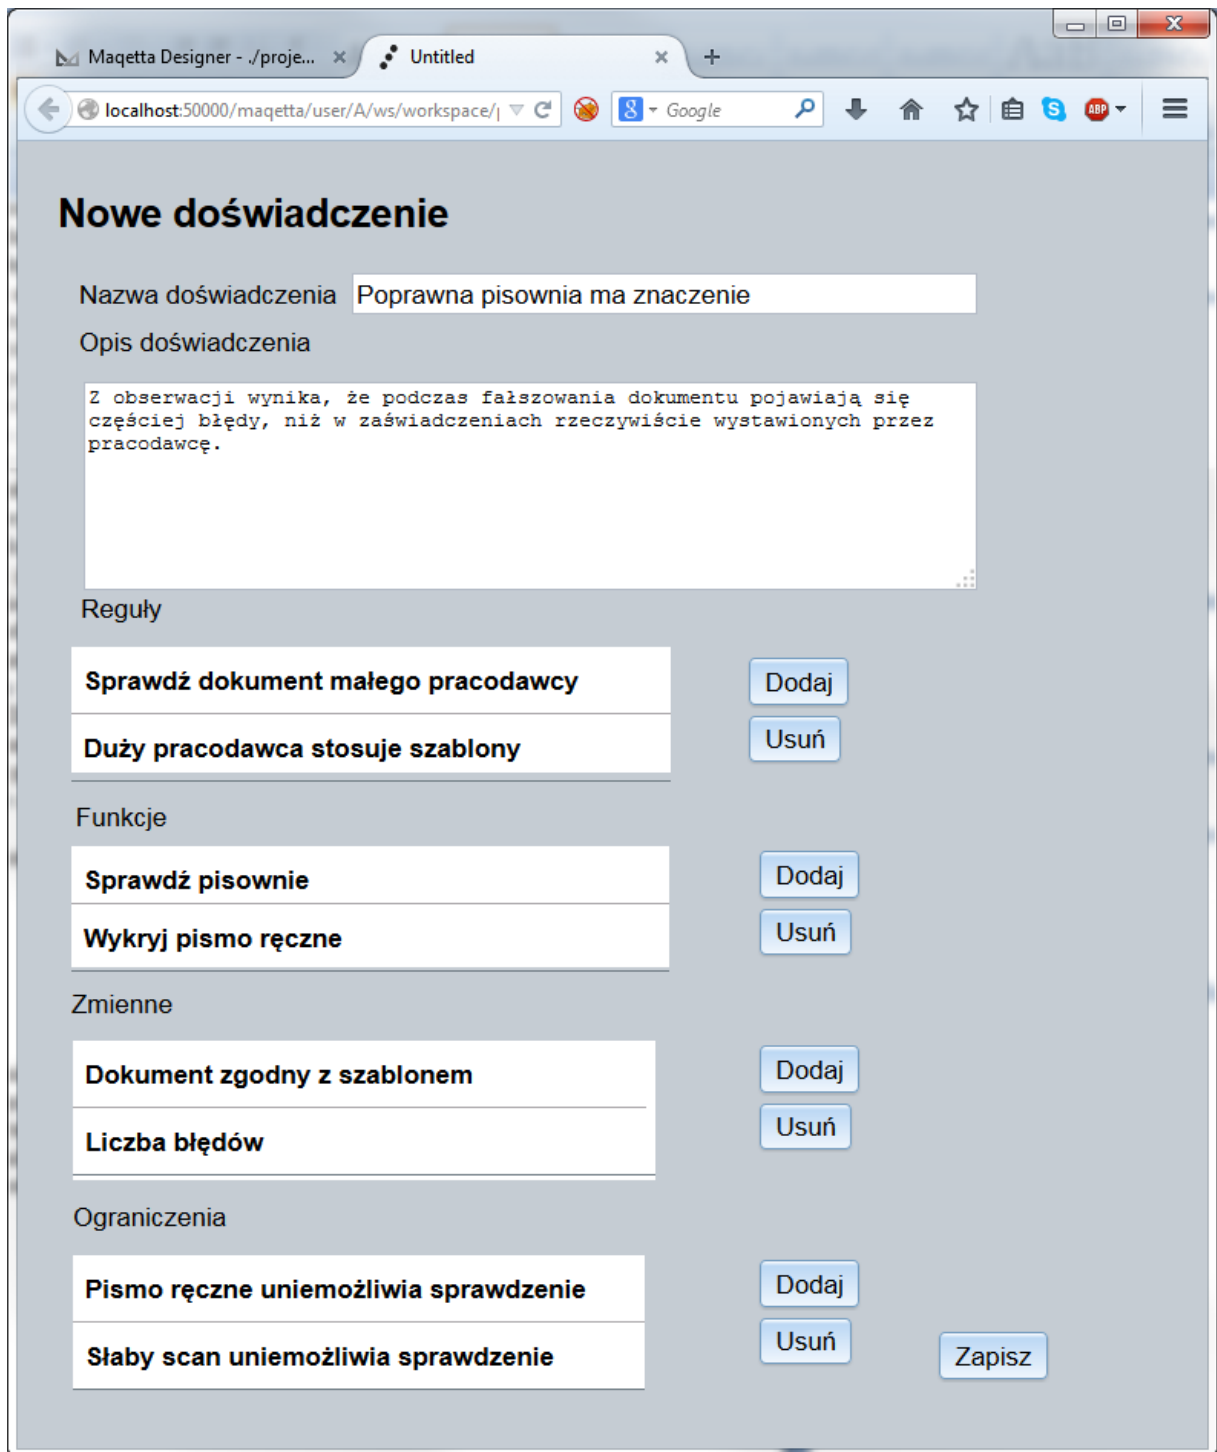 Maqetta Designer - ./proje...
Untitled
localhost:50000/maqetta/user/A/ws/workspace/
8 Google
S
ABP
Nowe doświadczenie
Nazwa doświadczenia Poprawna pisownia ma znaczenie
Opis doświadczenia
Z obserwacji wynika, że podczas fałszowania dokumentu pojawiają się
częściej błędy, niż w zaświadczeniach rzeczywiście wystawionych przez
pracodawcę.
Reguły
Sprawdź dokument małego pracodawcy
Dodaj
Duży pracodawca stosuje szablony
Usuń
Funkcje
Sprawdź pisownie
Dodaj
Wykryj pismo ręczne
Usuń
Zmienne
Dokument zgodny z szablonem
Dodaj
Liczba błędów
Usuń
Ograniczenia
Pismo ręczne uniemożliwia sprawdzenie
Dodaj
Słaby scan uniemożliwia sprawdzenie
Usuń
Zapisz